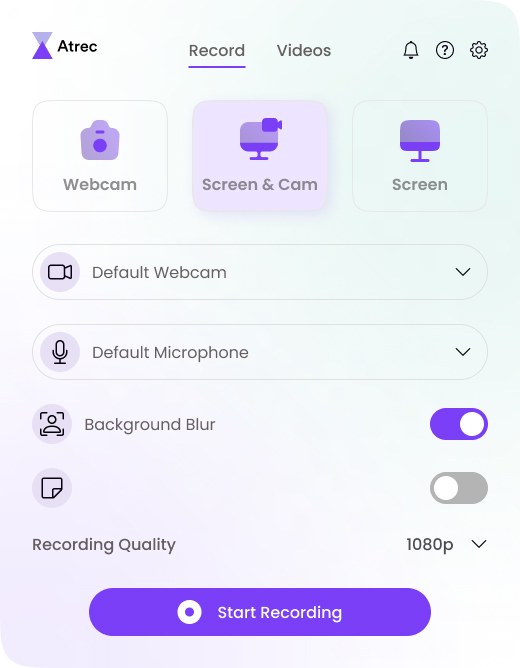 Atrec
Record
Videos
Webcam
Screen & Cam
Screen
Default Webcam
Default Microphone
Background Blur
Recording Quality
1080p
Start Recording